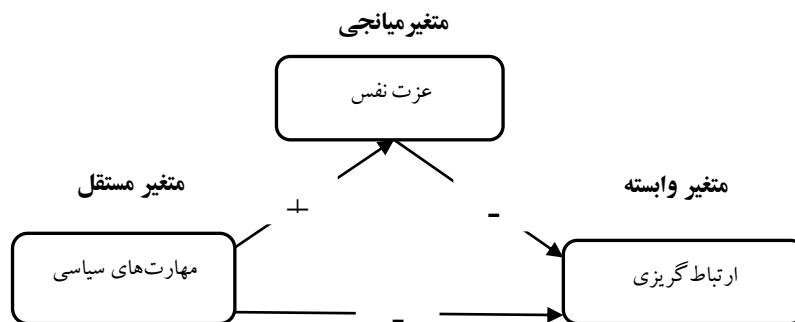 متغیر میانجی
عزت نفس
متغیر مستقل
متغیر وابسته
+
-
مهارت‌های سیاسی
ارتباط‌گریزی
-